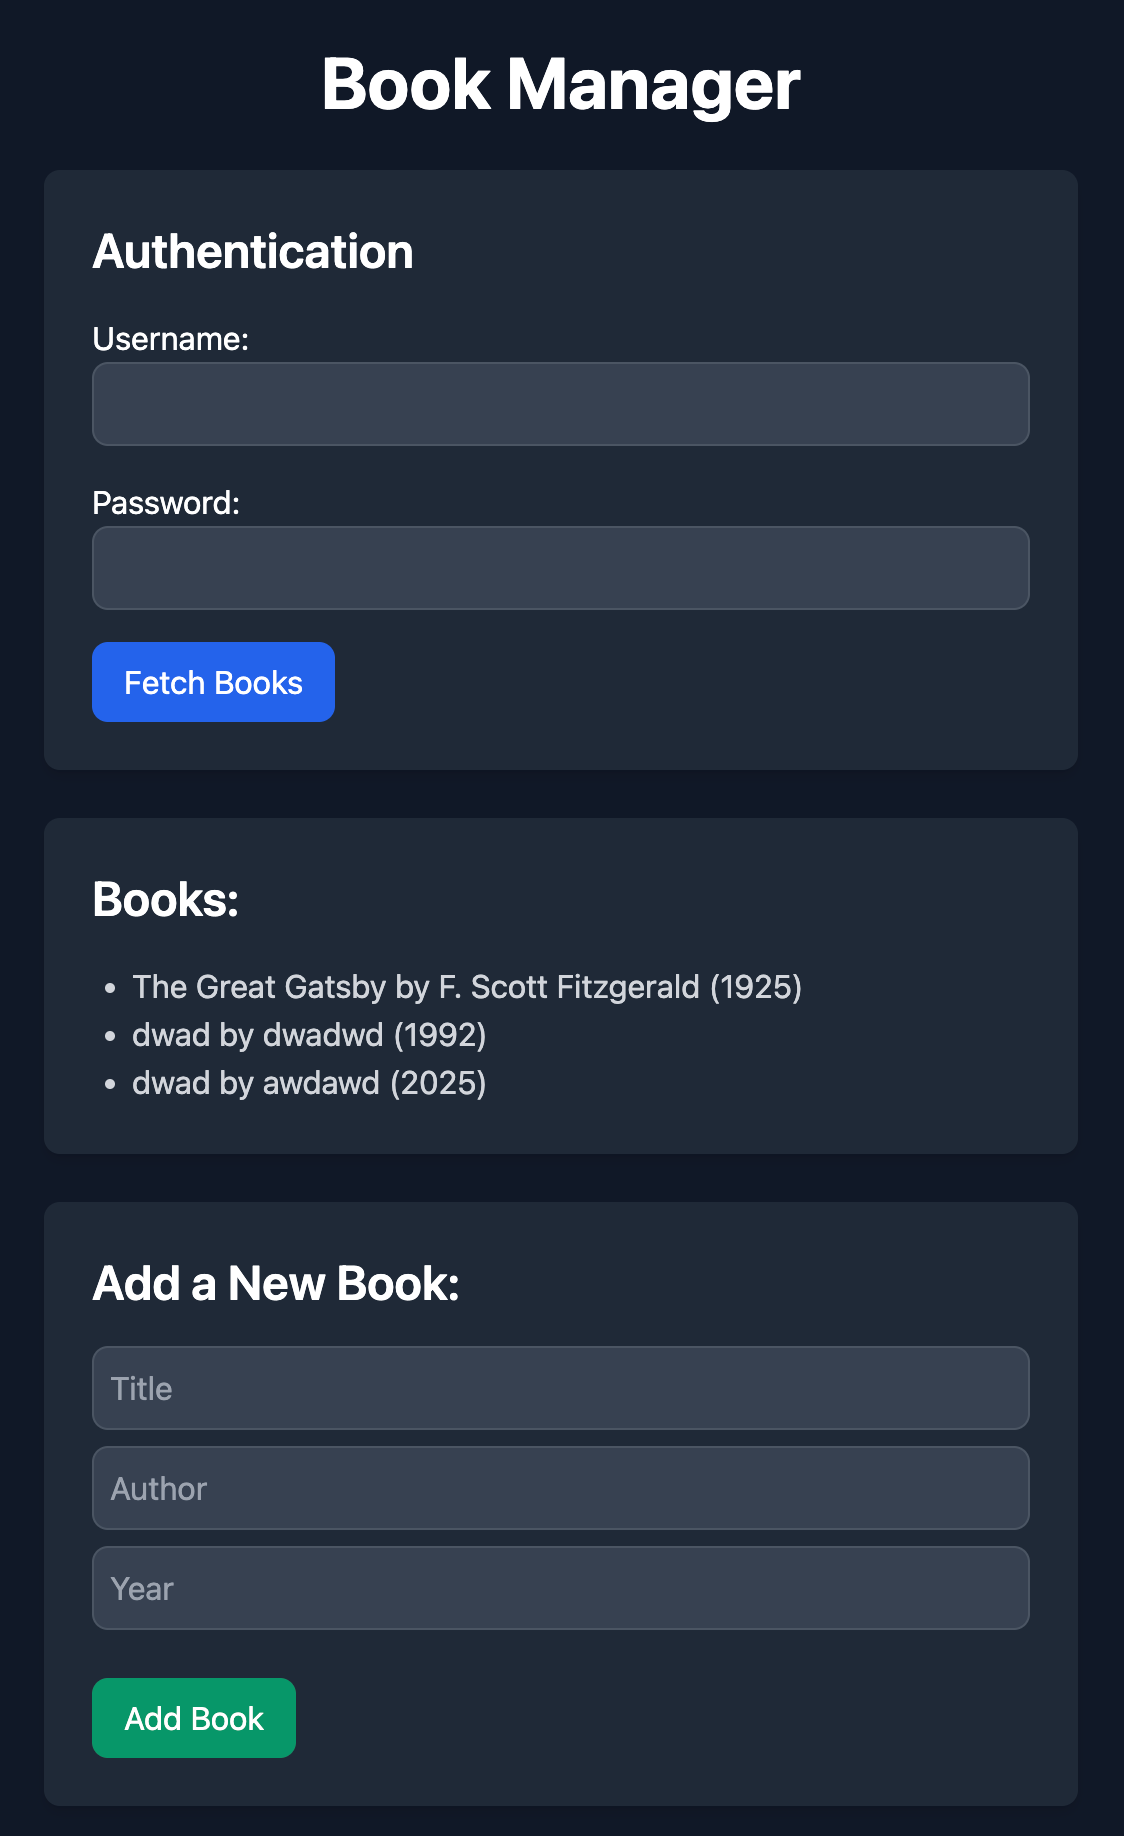 Book Manager
Authentication
Username:
Password:
Fetch Books
Books:
• The Great Gatsby by F. Scott Fitzgerald (1925)
• dwad by dwadwd (1992)
• dwad by awdawd (2025)
Add a New Book:
Title
Author
Year
Add Book